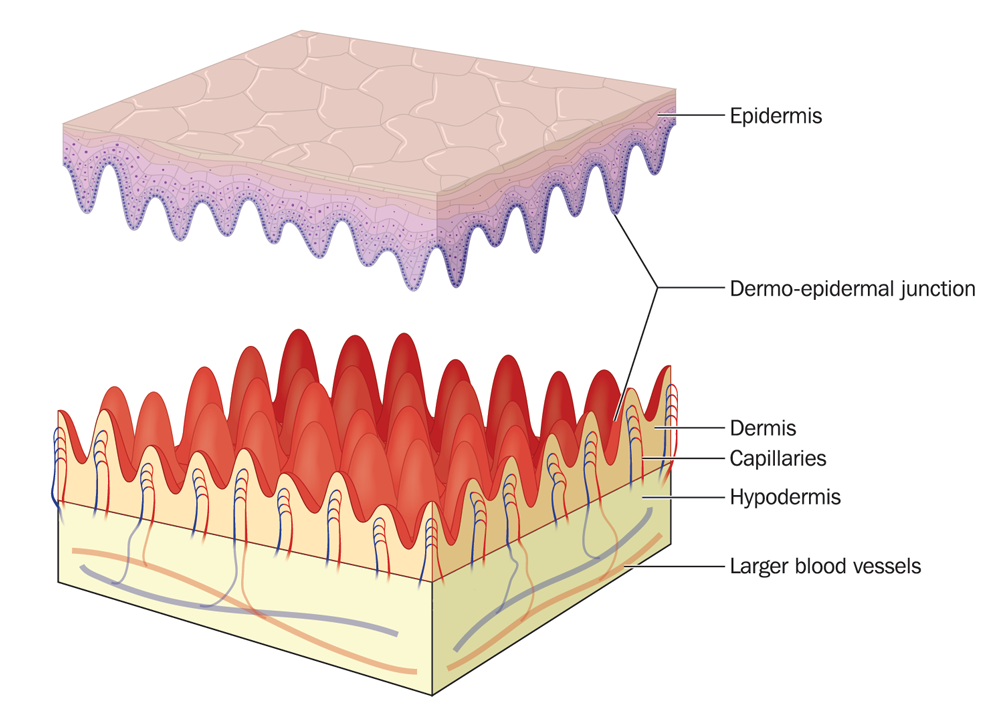 Epidermis
Dermo-epidermal junction
Dermis
Capillaries
Hypodermis
Larger blood vessels